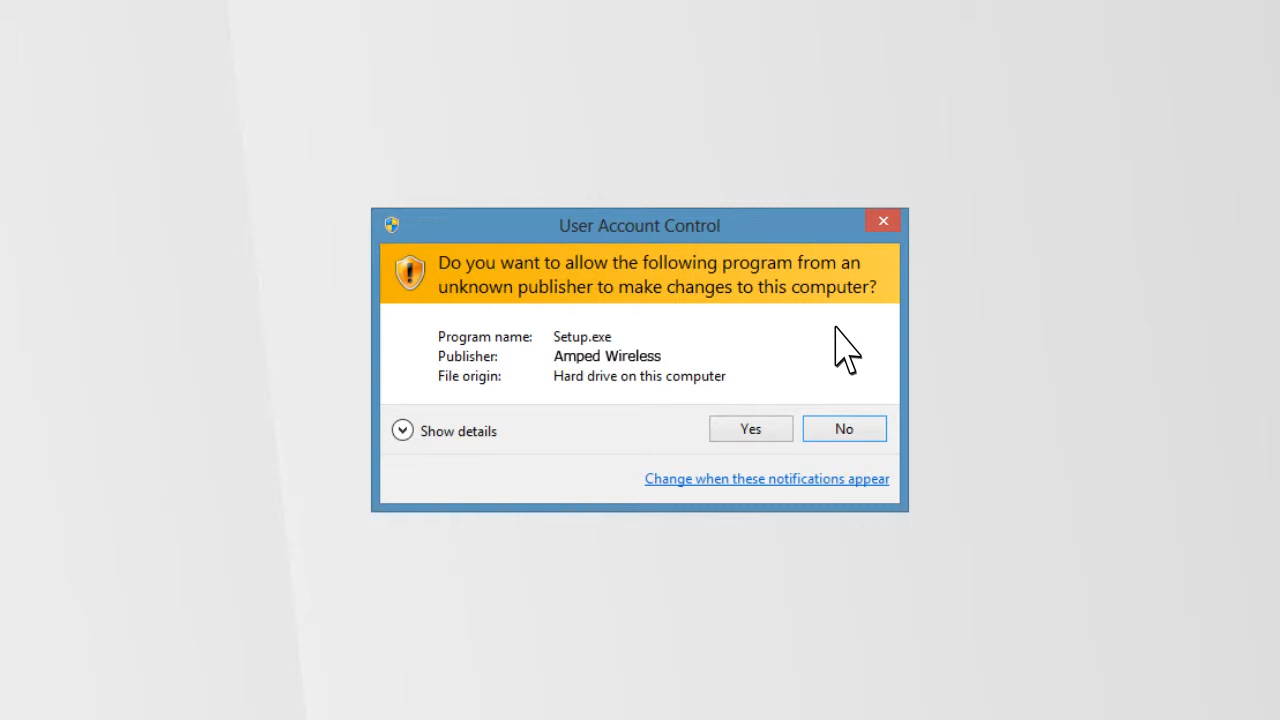 User Account Control
Do you want to allow the following program from an
unknown publisher to make changes to this computer?
Program name: Setup.exe
Publisher: Amped Wireless
File origin: Hard drive on this computer
Show details Yes No
Change when these notifications appear